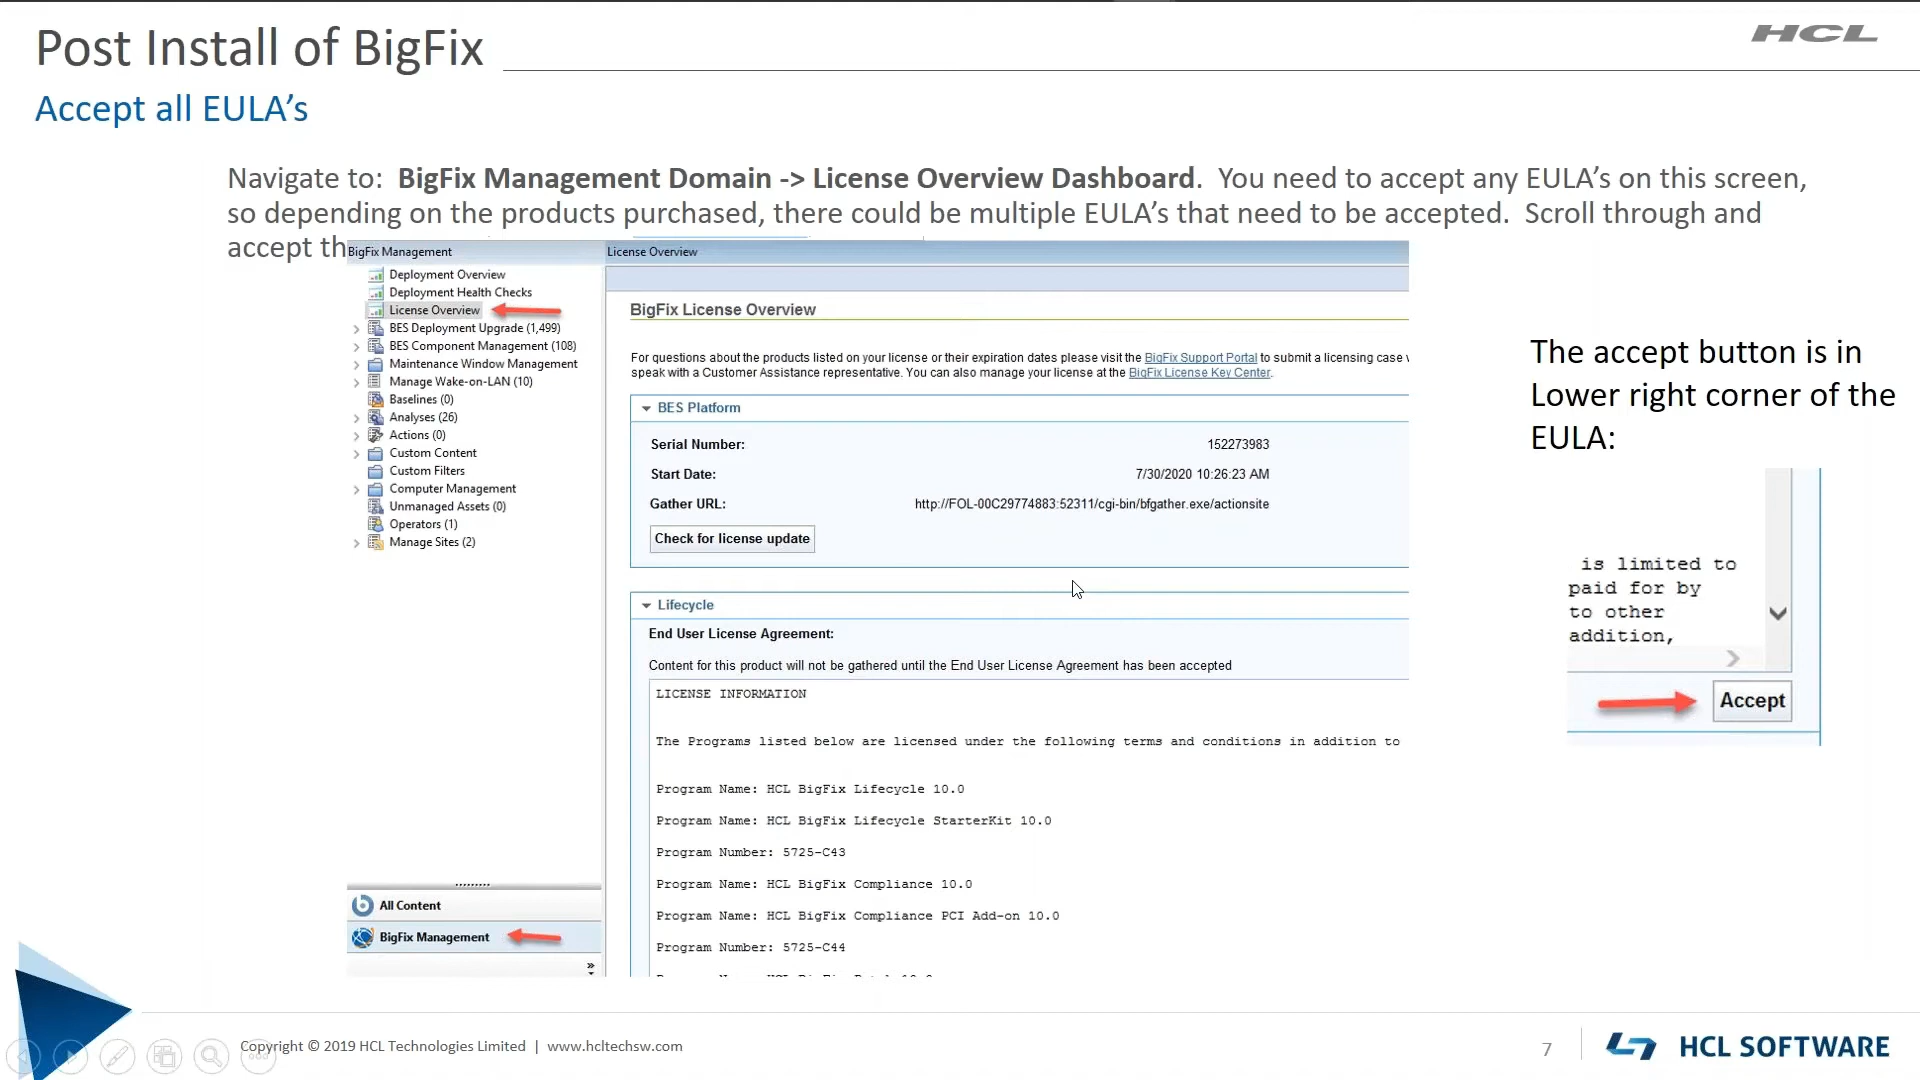 Post Install of BigFix
HCL
Accept all EULA's
Navigate to:  BigFix Management Domain -> License Overview Dashboard.  You need to accept any EULA's on this screen,
so depending on the products purchased, there could be multiple EULA's that need to be accepted.  Scroll through and
accept th
BigFix Management
Deployment Overview
Deployment Health Checks
License Overview
BES Deployment Upgrade (1,499)
BES Component Management (108)
Maintenance Window Management
Manage Wake-on-LAN (10)
Baselines (0)
Analyses (26)
Actions (0)
Custom Content
Custom Filters
Computer Management
Unmanaged Assets (0)
Operators (1)
Manage Sites (2)
All Content
BigFix Management
License Overview
BigFix License Overview
For questions about the products listed on your license or their expiration dates please visit the BigFix Support Portal to submit a licensing case
speak with a Customer Assistance representative. You can also manage your license at the BigFix License Key Center.
BES Platform
Serial Number: 152273983
Start Date: 7/30/2020 10:26:23 AM
Gather URL: http://FOL-00C29774883:52311/cgi-bin/bfgather.exe/actionsite
Check for license update
Lifecycle
End User License Agreement:
Content for this product will not be gathered until the End User License Agreement has been accepted
LICENSE INFORMATION
The Programs listed below are licensed under the following terms and conditions in addition to
Program Name: HCL BigFix Lifecycle 10.0
Program Name: HCL BigFix Lifecycle StarterKit 10.0
Program Number: 5725-C43
Program Name: HCL BigFix Compliance 10.0
Program Name: HCL BigFix Compliance PCI Add-on 10.0
Program Number: 5725-C44
The accept button is in
Lower right corner of the
EULA:
is limited to
paid for by
to other
addition,
Accept
Copyright © 2019 HCL Technologies Limited  |  www.hcltechsw.com
7
HCL SOFTWARE